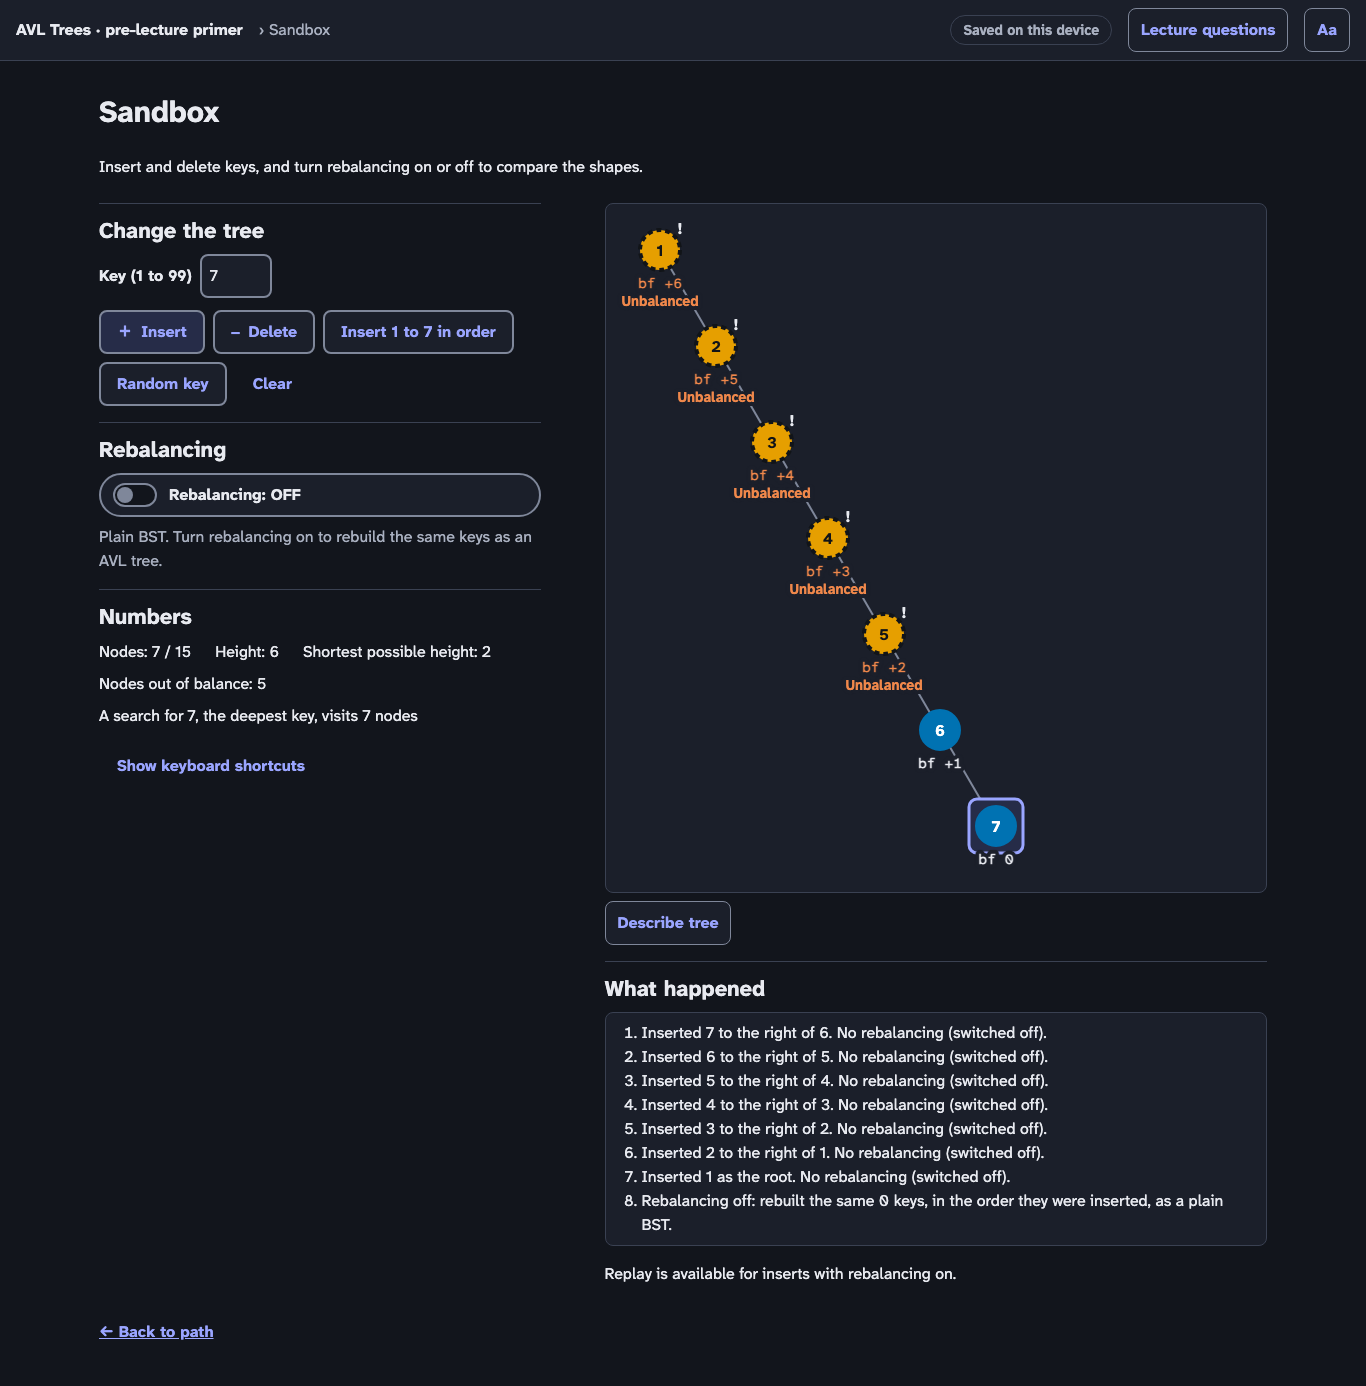 AVL Trees · pre-lecture primer › Sandbox
Saved on this device
Lecture questions
Aa
Sandbox
Insert and delete keys, and turn rebalancing on or off to compare the shapes.
Change the tree
Key (1 to 99) 7
+ Insert
– Delete
Insert 1 to 7 in order
Random key
Clear
Rebalancing
Rebalancing: OFF
Plain BST. Turn rebalancing on to rebuild the same keys as an
AVL tree.
Numbers
Nodes: 7 / 15 Height: 6 Shortest possible height: 2
Nodes out of balance: 5
A search for 7, the deepest key, visits 7 nodes
Show keyboard shortcuts
!
1
bf +6
Unbalanced
!
2
bf +5
Unbalanced
!
3
bf +4
Unbalanced
!
4
bf +3
Unbalanced
!
5
bf +2
Unbalanced
6
bf +1
7
bf 0
Describe tree
What happened
1. Inserted 7 to the right of 6. No rebalancing (switched off).
2. Inserted 6 to the right of 5. No rebalancing (switched off).
3. Inserted 5 to the right of 4. No rebalancing (switched off).
4. Inserted 4 to the right of 3. No rebalancing (switched off).
5. Inserted 3 to the right of 2. No rebalancing (switched off).
6. Inserted 2 to the right of 1. No rebalancing (switched off).
7. Inserted 1 as the root. No rebalancing (switched off).
8. Rebalancing off: rebuilt the same 0 keys, in the order they were inserted, as a plain
BST.
Replay is available for inserts with rebalancing on.
← Back to path